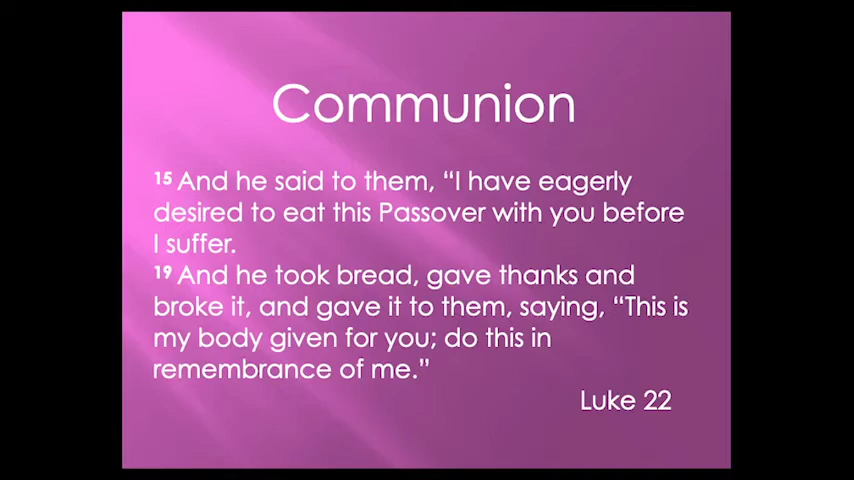 Communion
15 And he said to them, “I have eagerly
desired to eat this Passover with you before
I suffer.
19 And he took bread, gave thanks and
broke it, and gave it to them, saying, “This is
my body given for you; do this in
remembrance of me.”
Luke 22